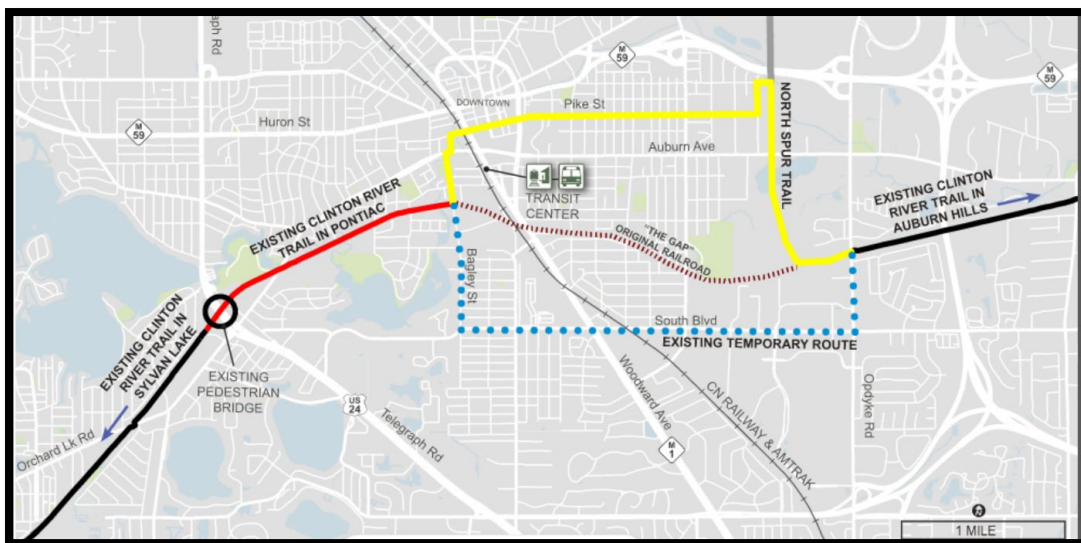 aph Rd
M
59
M
59
M
59
DOWNTOWN
Pike St
Huron St
Auburn Ave
NORTH SPUR TRAIL
TRANSIT
CENTER
EXISTING CLINTON RIVER
TRAIL IN PONTIAC
EXISTING CLINTON
RIVER TRAIL IN
AUBURN HILLS
"THE GAP"
ORIGINAL RAILROAD
Bagley St
South Blvd
EXISTING TEMPORARY ROUTE
EXISTING CLINTON
RIVER TRAIL IN
SYLVAN LAKE
EXISTING
PEDESTRIAN
BRIDGE
US
24
Telegraph Rd
Woodward Ave
M
1
CN RAILWAY & AMTRAK
Opdyke Rd
Orchard Lk Rd
1 MILE